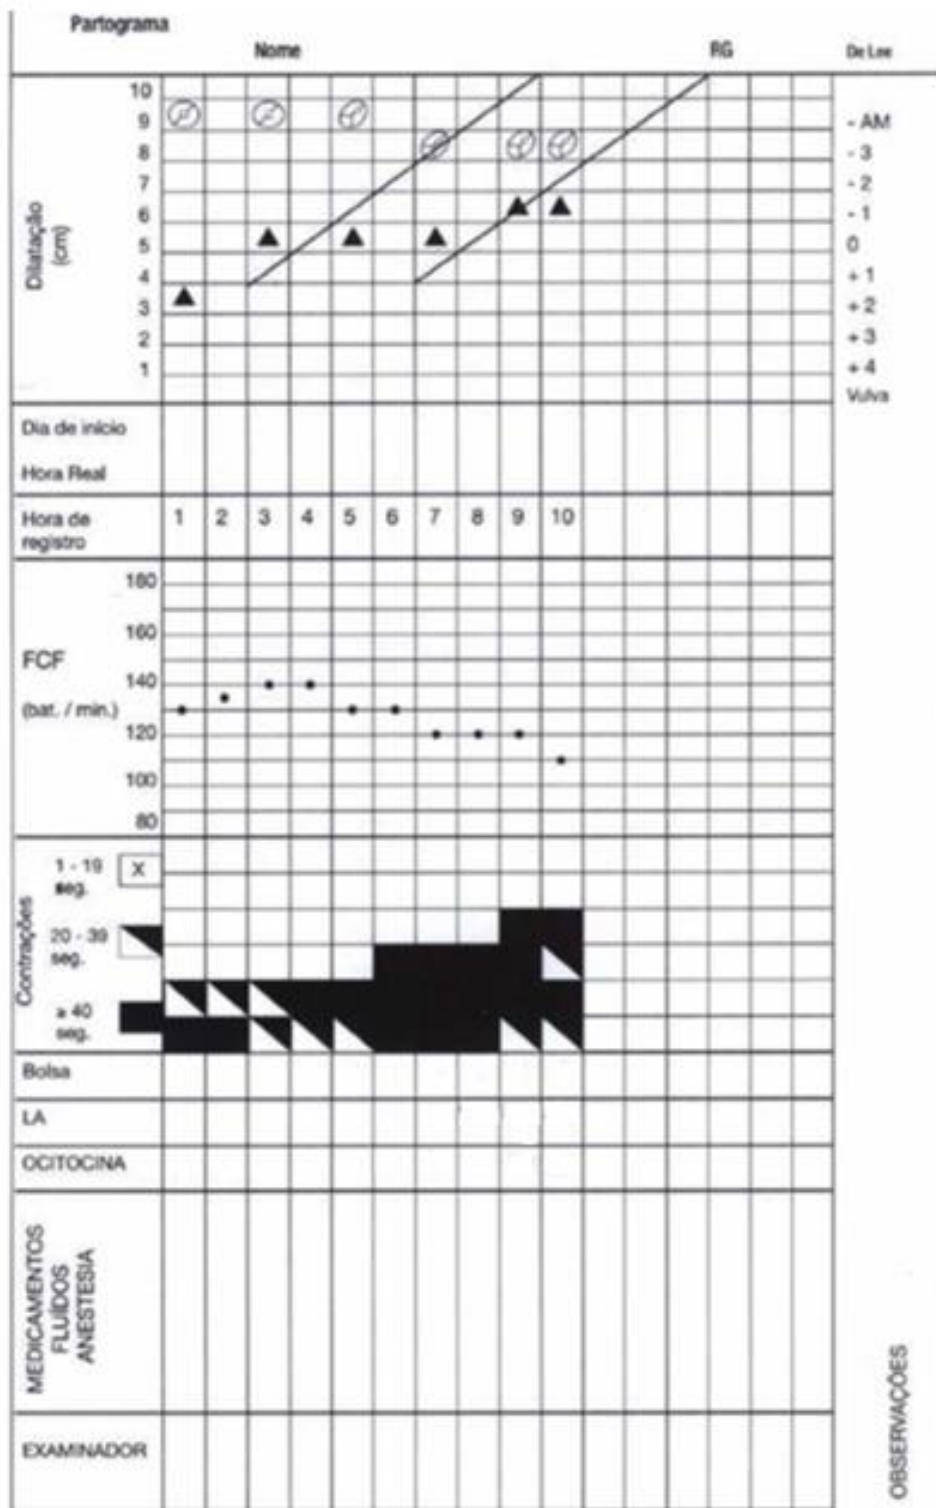 Partograma
Nome RG De Lee
Dilatação
(cm)
10
9
8
7
6
5
4
3
2
1
- AM
- 3
- 2
- 1
0
+ 1
+ 2
+ 3
+ 4
Vulva
Dia de início
Hora Real
Hora de
registro
1 2 3 4 5 6 7 8 9 10
FCF
(bat. / min.)
180
160
140
120
100
80
Contrações
1 - 19
seg.
X
20 - 39
seg.
≥ 40
seg.
Bolsa
LA
OCITOCINA
MEDICAMENTOS
FLUÍDOS
ANESTESIA
EXAMINADOR
OBSERVAÇÕES